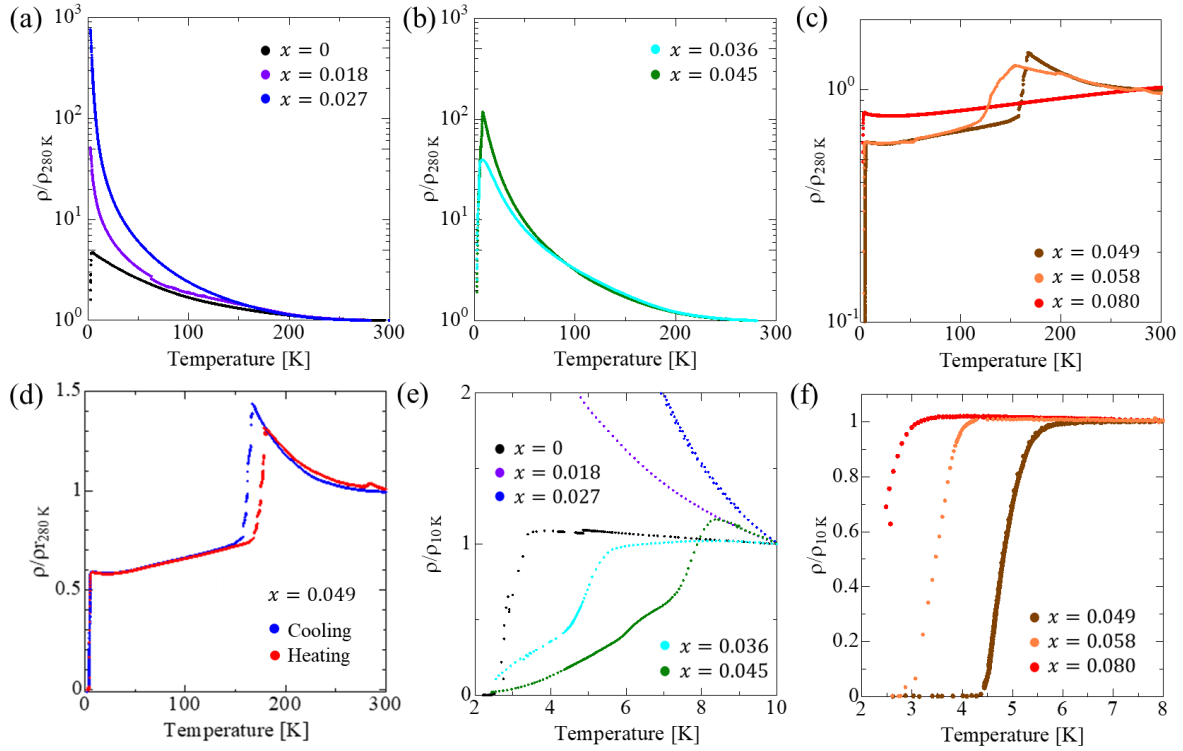 (a)
10³
10²
10¹
10⁰
ρ/ρ280 K
x = 0
x = 0.018
x = 0.027
0
100
200
300
Temperature [K]
(b)
10³
10²
10¹
10⁰
ρ/ρ280 K
x = 0.036
x = 0.045
0
100
200
300
Temperature [K]
(c)
10⁰
10⁻¹
ρ/ρ280 K
x = 0.049
x = 0.058
x = 0.080
0
100
200
300
Temperature [K]
(d)
1.5
1
0.5
0
ρ/ρr280 K
x = 0.049
Cooling
Heating
0
100
200
300
Temperature [K]
(e)
2
1
0
ρ/ρ10 K
x = 0
x = 0.018
x = 0.027
x = 0.036
x = 0.045
2
4
6
8
10
Temperature [K]
(f)
1
0.8
0.6
0.4
0.2
0
ρ/ρ10 K
x = 0.049
x = 0.058
x = 0.080
2
3
4
5
6
7
8
Temperature [K]